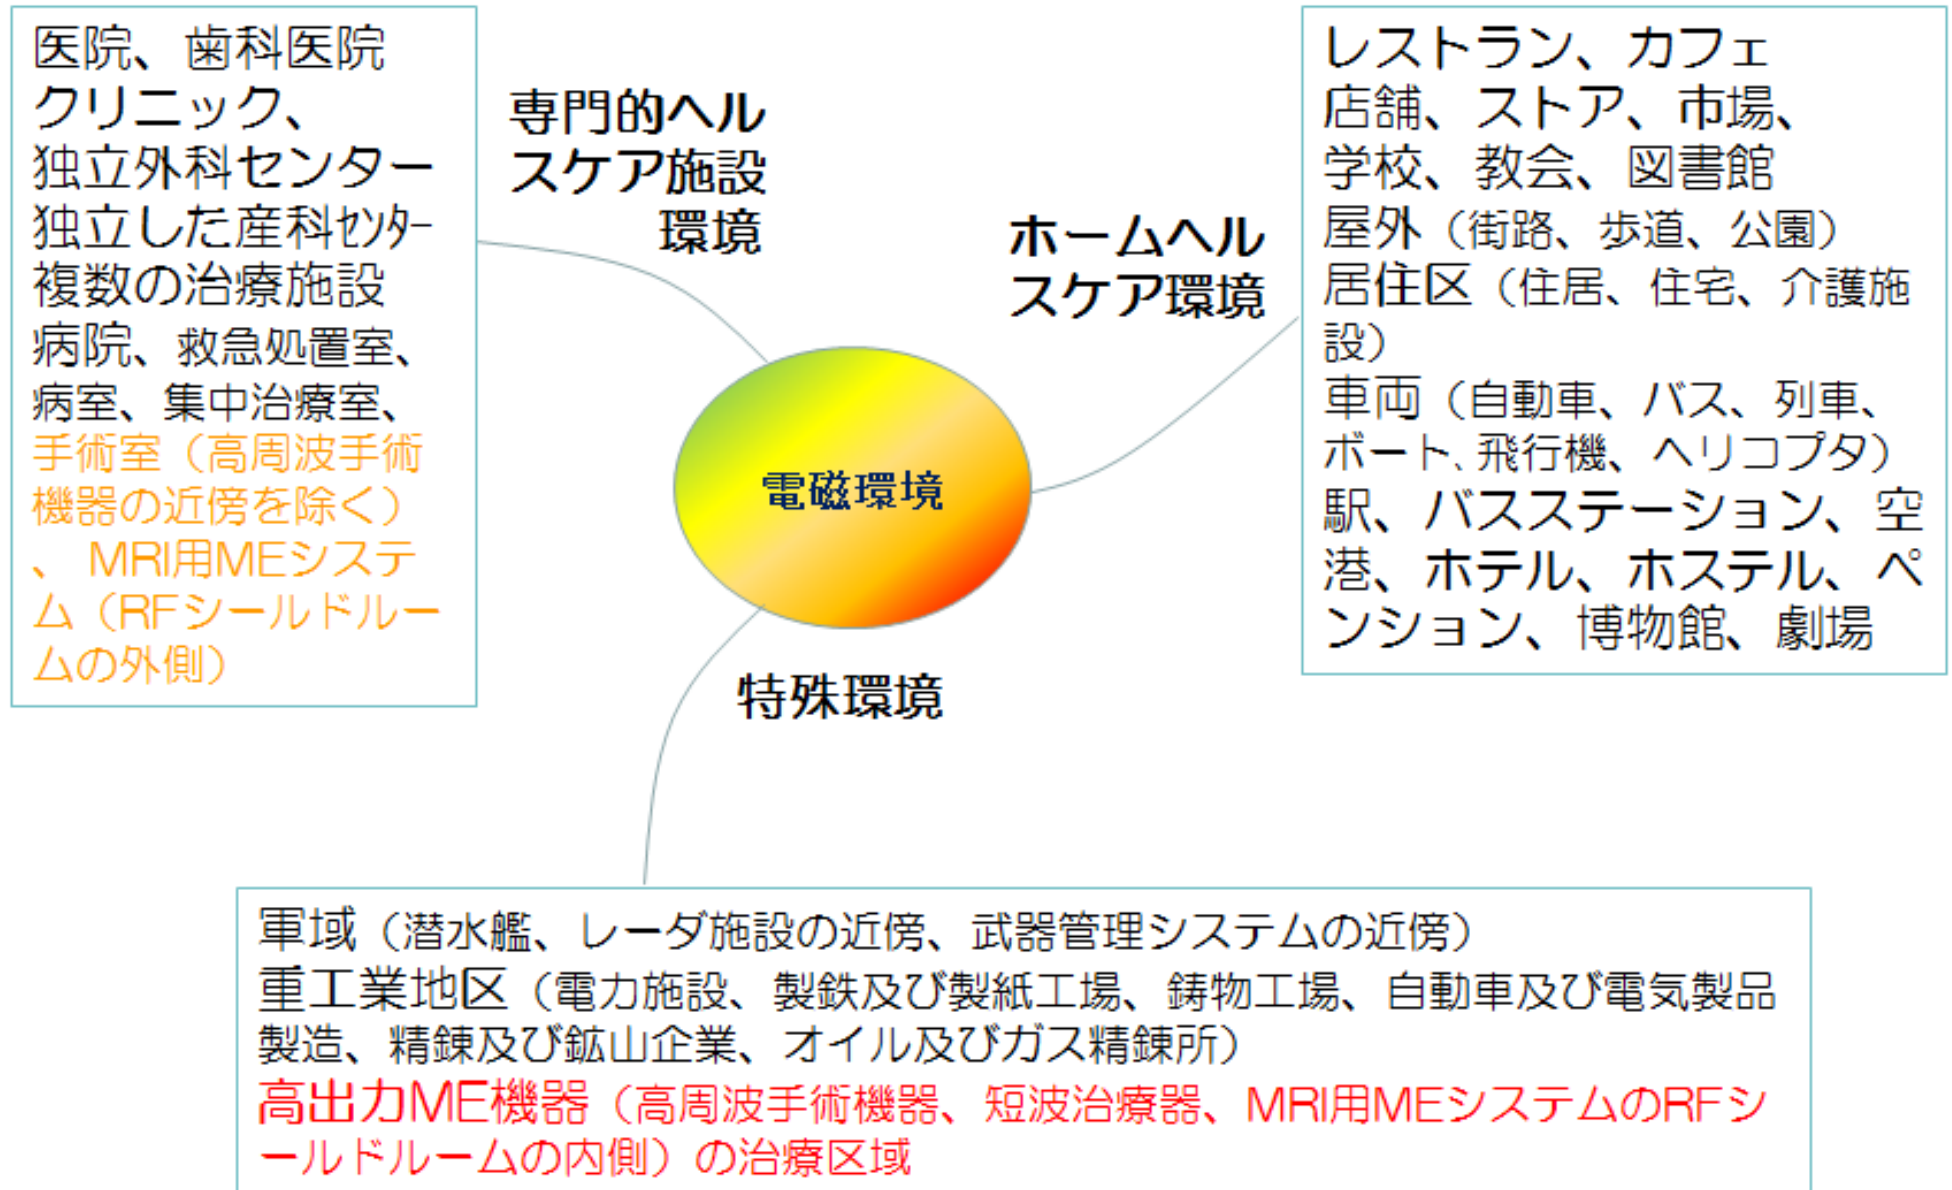 医院、歯科医院
クリニック、
独立外科センター
独立した産科ｾﾝﾀｰ
複数の治療施設
病院、救急処置室、
病室、集中治療室、
手術室（高周波手術
機器の近傍を除く）
、 MRI用MEシステ
ム（RFシールドルー
ムの外側）
専門的ヘル
スケア施設
環境
ホームヘル
スケア環境
レストラン、カフェ
店舗、ストア、市場、
学校、教会、図書館
屋外（街路、歩道、公園）
居住区（住居、住宅、介護施
設）
車両（自動車、バス、列車、
ボート、飛行機、ヘリコプタ）
駅、バスステーション、空
港、ホテル、ホステル、ペ
ンション、博物館、劇場
電磁環境
特殊環境
軍域（潜水艦、レーダ施設の近傍、武器管理システムの近傍）
重工業地区（電力施設、製鉄及び製紙工場、鋳物工場、自動車及び電気製品
製造、精錬及び鉱山企業、オイル及びガス精錬所）
高出力ME機器（高周波手術機器、短波治療器、MRI用MEシステムのRFシ
ールドルームの内側）の治療区域